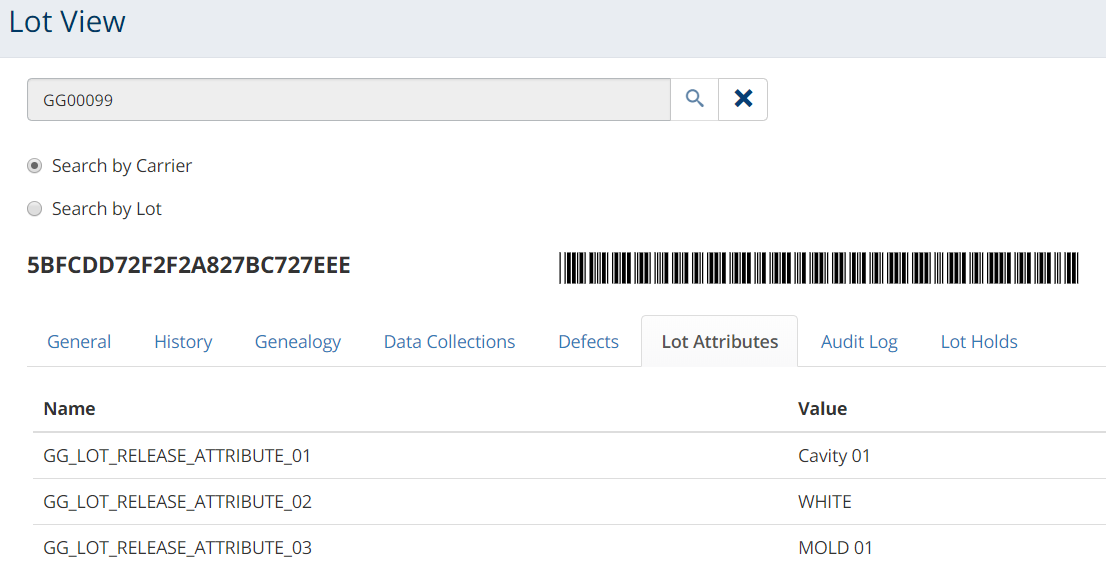 Lot View
GG00099
Search by Carrier
Search by Lot
5BFCDD72F2F2A827BC727EEE
General History Genealogy Data Collections Defects Lot Attributes Audit Log Lot Holds
Name Value
GG_LOT_RELEASE_ATTRIBUTE_01 Cavity 01
GG_LOT_RELEASE_ATTRIBUTE_02 WHITE
GG_LOT_RELEASE_ATTRIBUTE_03 MOLD 01